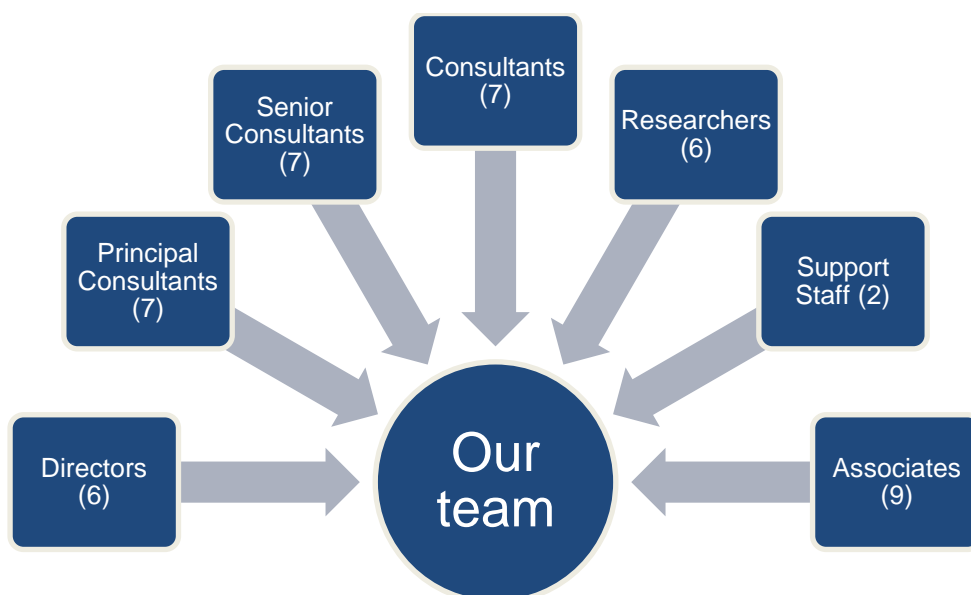 Directors
(6)
Principal
Consultants
(7)
Senior
Consultants
(7)
Consultants
(7)
Researchers
(6)
Support
Staff (2)
Associates
(9)
Our
team